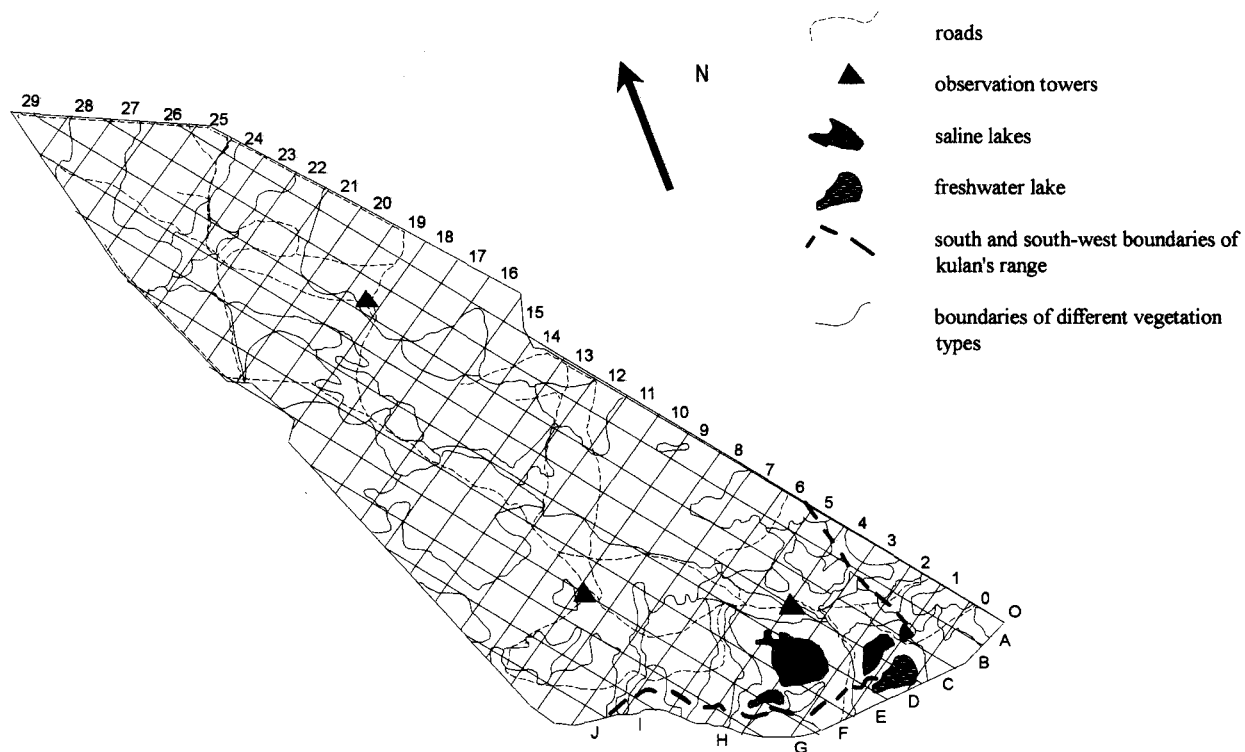 N
roads
observation towers
saline lakes
freshwater lake
south and south-west boundaries of
kulan's range
boundaries of different vegetation
types
29
28
27
26
25
24
23
22
21
20
19
18
17
16
15
14
13
12
11
10
9
8
7
6
5
4
3
2
1
0
O
A
B
C
D
E
F
G
H
I
J